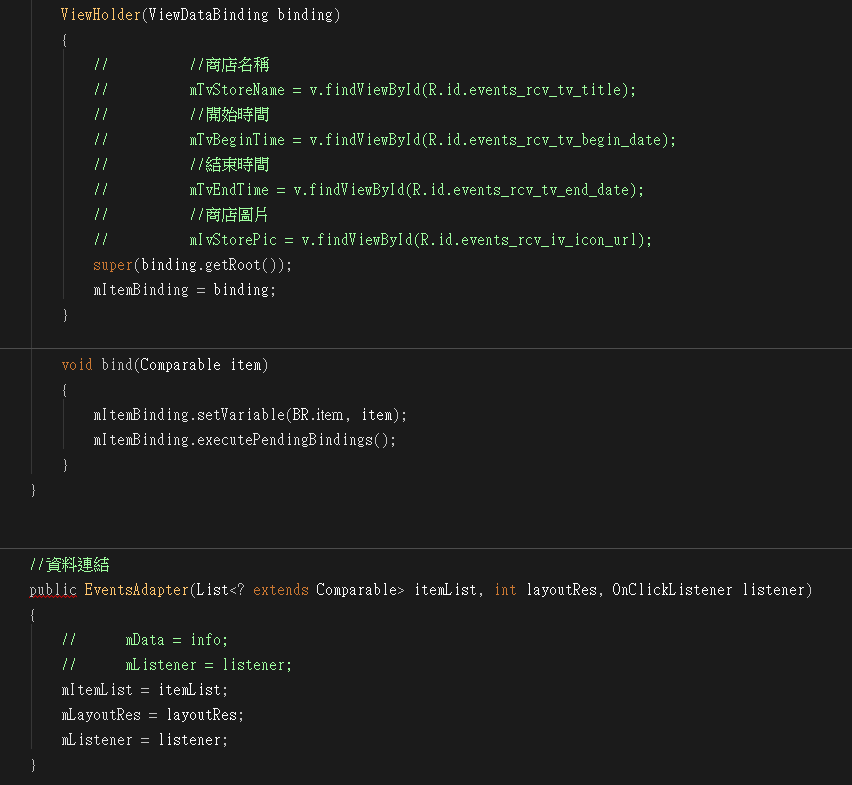 ViewHolder(ViewDataBinding binding)
{
//          //商店名稱
//          mTvStoreName = v.findViewById(R.id.events_rcv_tv_title);
//          //開始時間
//          mTvBeginTime = v.findViewById(R.id.events_rcv_tv_begin_date);
//          //結束時間
//          mTvEndTime = v.findViewById(R.id.events_rcv_tv_end_date);
//          //商店圖片
//          mIvStorePic = v.findViewById(R.id.events_rcv_iv_icon_url);
super(binding.getRoot());
mItemBinding = binding;
}
void bind(Comparable item)
{
mItemBinding.setVariable(BR.item, item);
mItemBinding.executePendingBindings();
}
}
//資料連結
public EventsAdapter(List<? extends Comparable> itemList, int layoutRes, OnClickListener listener)
{
//      mData = info;
//      mListener = listener;
mItemList = itemList;
mLayoutRes = layoutRes;
mListener = listener;
}